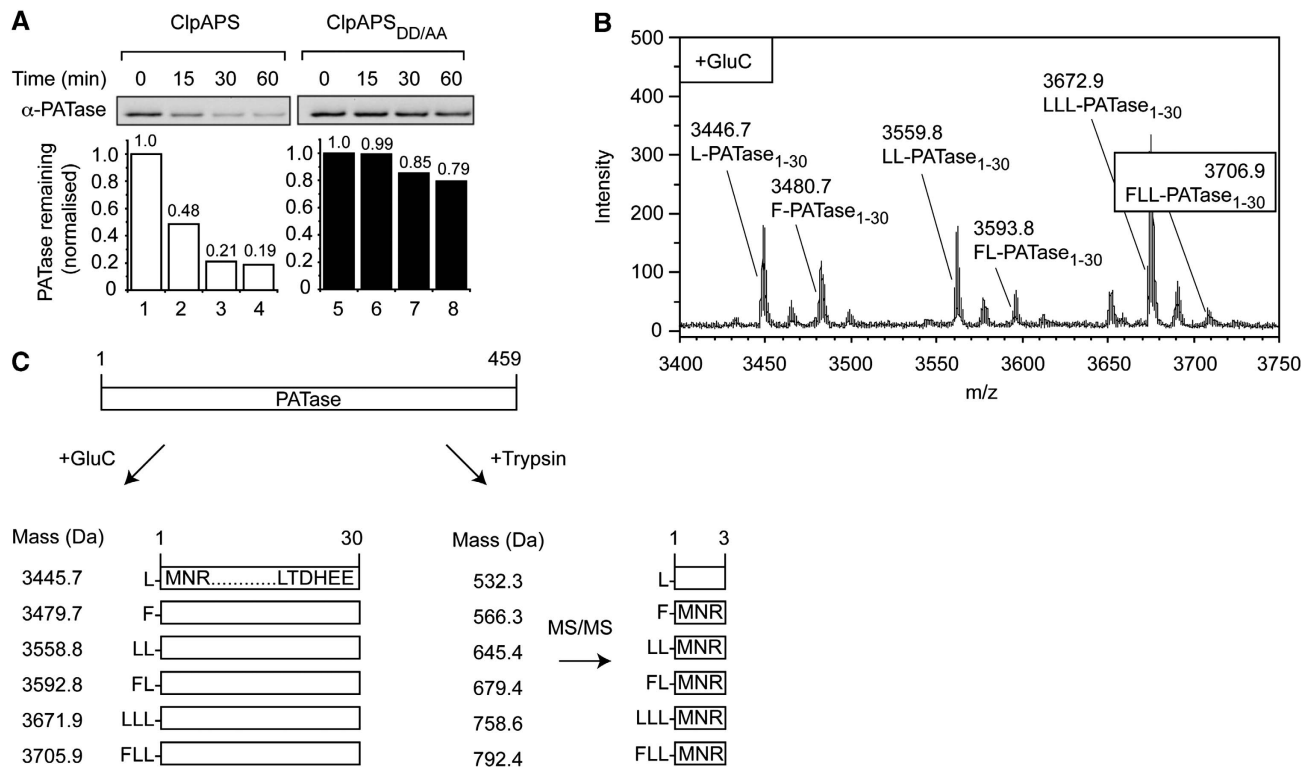 A
ClpAPS ClpAPS DD/AA
Time (min) 0 15 30 60 0 15 30 60
α-PATase
PATase remaining
(normalised)
1.0
0.8
0.6
0.4
0.2
0
1.0
0.48
0.21
0.19
1 2 3 4
1.0
0.8
0.6
0.4
0.2
0
1.0
0.99
0.85
0.79
5 6 7 8
B
+GluC
Intensity
500
400
300
200
100
0
3446.7
L-PATase1-30
3480.7
F-PATase1-30
3559.8
LL-PATase1-30
3593.8
FL-PATase1-30
3672.9
LLL-PATase1-30
3706.9
FLL-PATase1-30
3400 3450 3500 3550 3600 3650 3700 3750
m/z
C
1 459
PATase
+GluC +Trypsin
Mass (Da) 1 30
3445.7 L- MNR............LTDHEE
3479.7 F-
3558.8 LL-
3592.8 FL-
3671.9 LLL-
3705.9 FLL-
Mass (Da) 1 3
532.3 L-
566.3 F-MNR
MS/MS
645.4 LL-MNR
679.4 FL-MNR
758.6 LLL-MNR
792.4 FLL-MNR